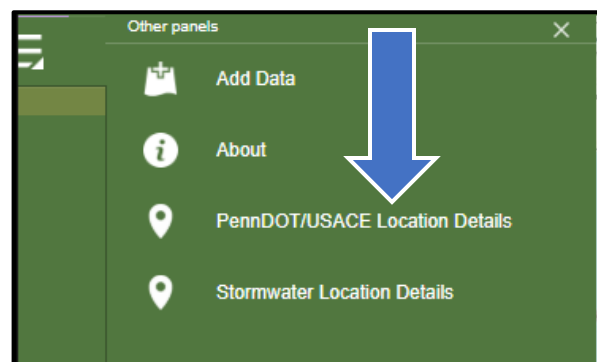 Other panels
Add Data
About
PennDOT/USACE Location Details
Stormwater Location Details